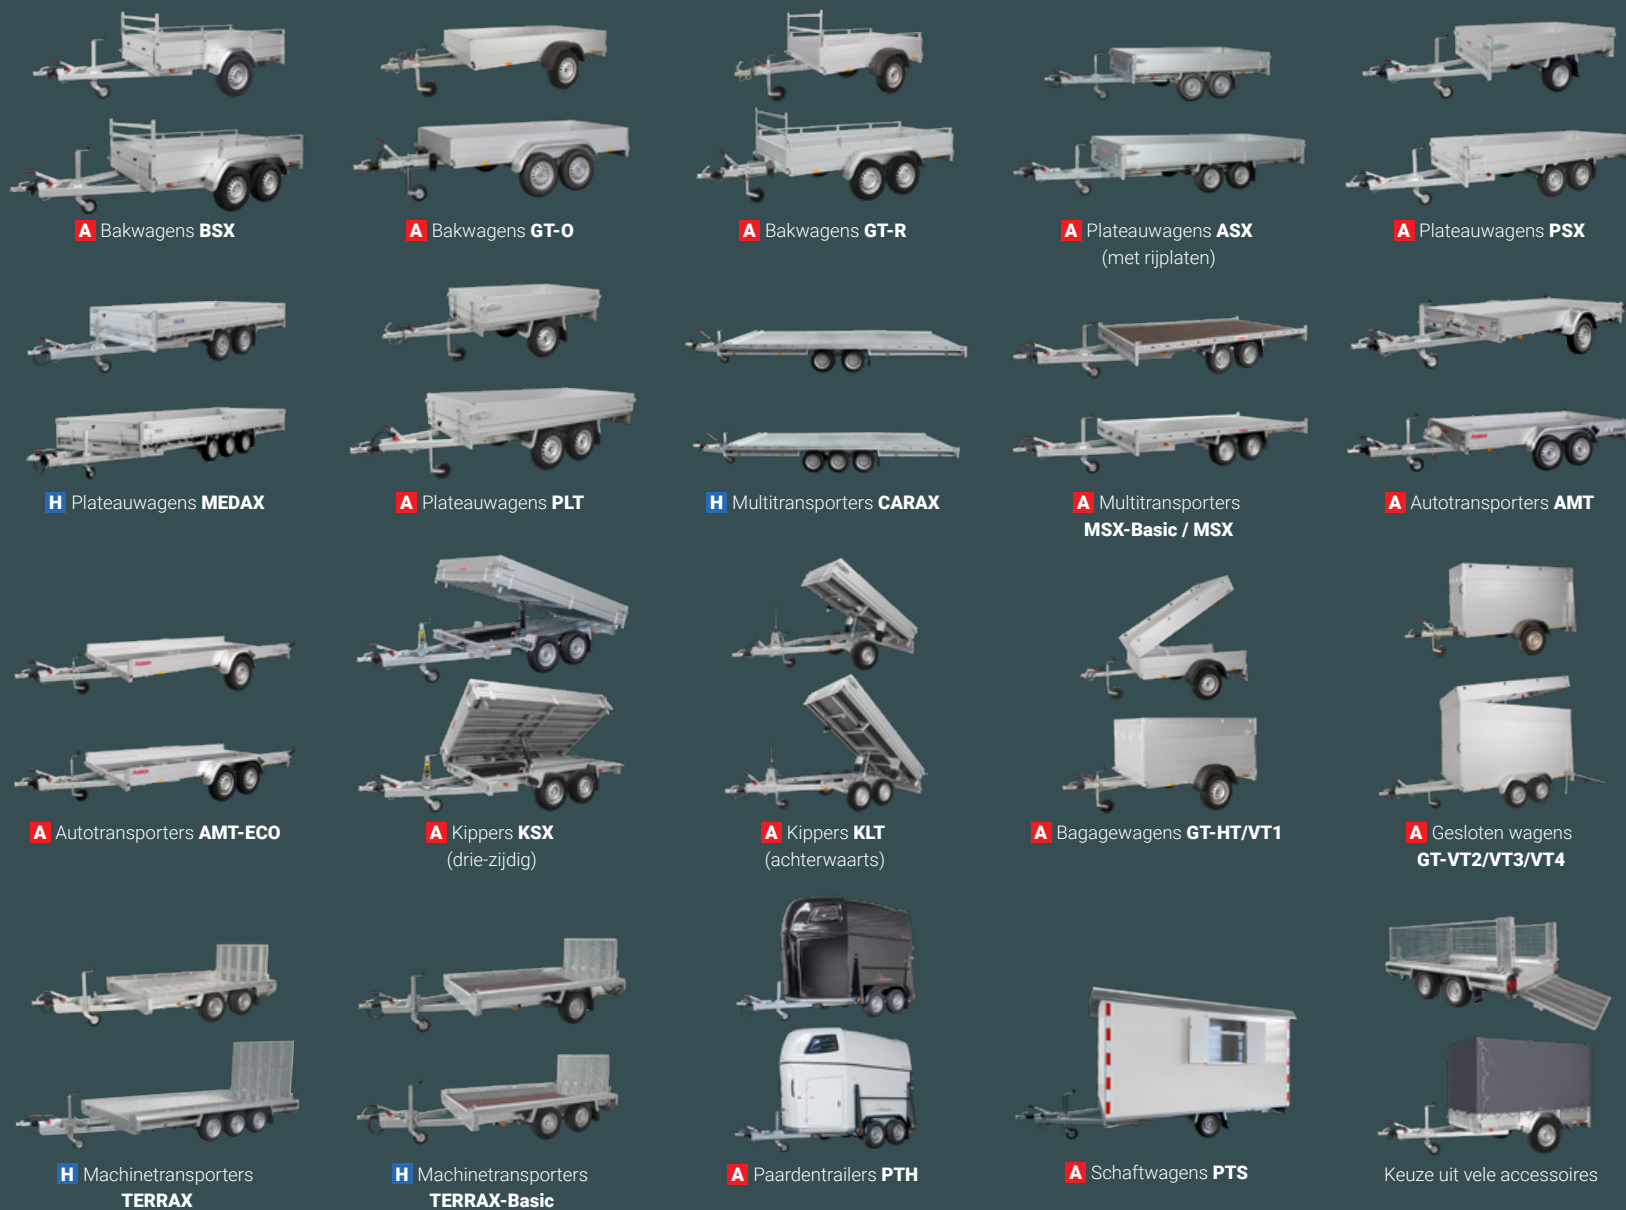 A Bakwagens BSX
A Bakwagens GT-O
A Bakwagens GT-R
A Plateauwagens ASX
(met rijplaten)
A Plateauwagens PSX
H Plateauwagens MEDAX
A Plateauwagens PLT
H Multitransporters CARAX
A Multitransporters
MSX-Basic / MSX
A Autotransporters AMT
A Autotransporters AMT-ECO
A Kippers KSX
(drie-zijdig)
A Kippers KLT
(achterwaarts)
A Bagagewagens GT-HT/VT1
A Gesloten wagens
GT-VT2/VT3/VT4
H Machinetransporters
TERRAX
H Machinetransporters
TERRAX-Basic
A Paardentrailers PTH
A Schaftwagens PTS
Keuze uit vele accessoires